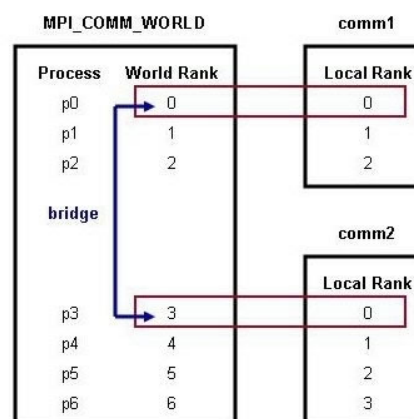 MPI_COMM_WORLD
Process World Rank
p0 0
p1 1
p2 2
bridge
p3 3
p4 4
p5 5
p6 6
comm1
Local Rank
0
1
2
comm2
Local Rank
0
1
2
3